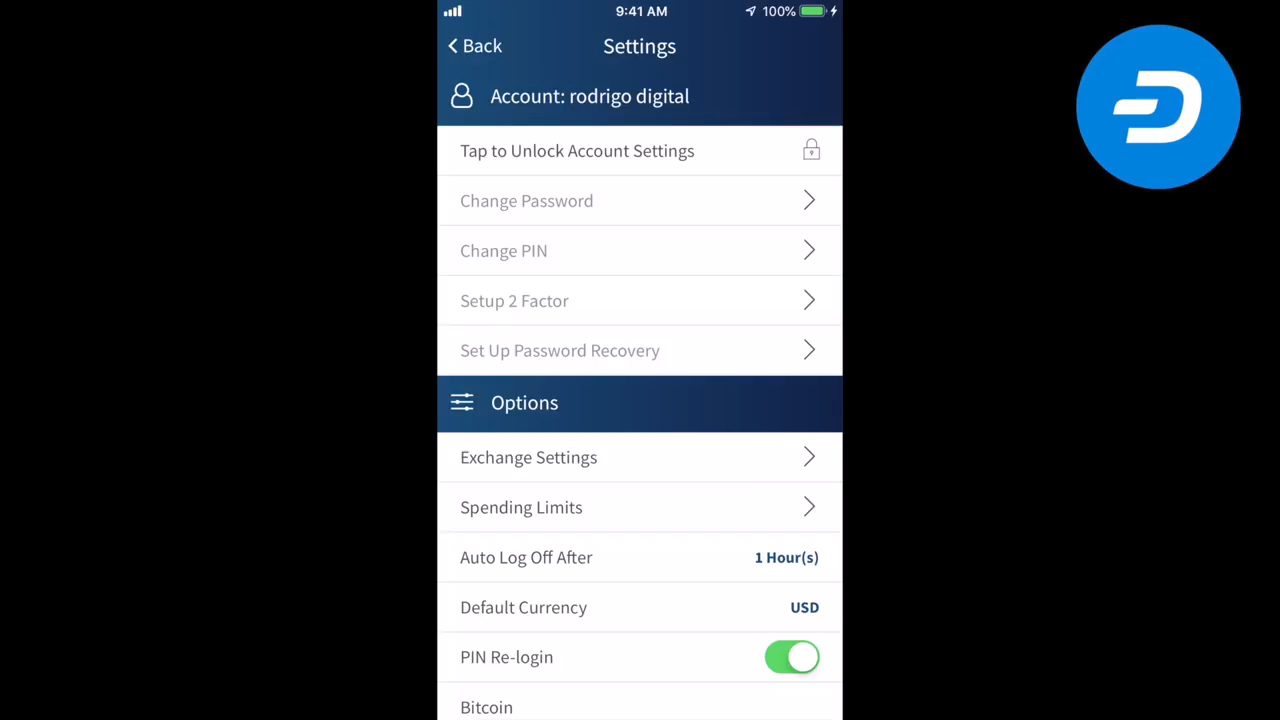 9:41 AM
100%
Back
Settings
Account: rodrigo digital
Tap to Unlock Account Settings
Change Password
Change PIN
Setup 2 Factor
Set Up Password Recovery
Options
Exchange Settings
Spending Limits
Auto Log Off After 1 Hour(s)
Default Currency USD
PIN Re-login
Bitcoin